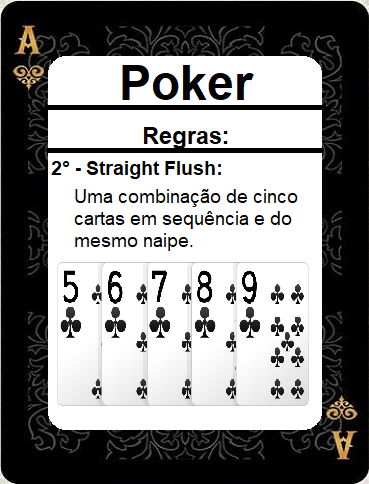 A
Poker
Regras:
2° - Straight Flush:
Uma combinação de cinco
cartas em sequência e do
mesmo naipe.
5 6 7 8 9
A